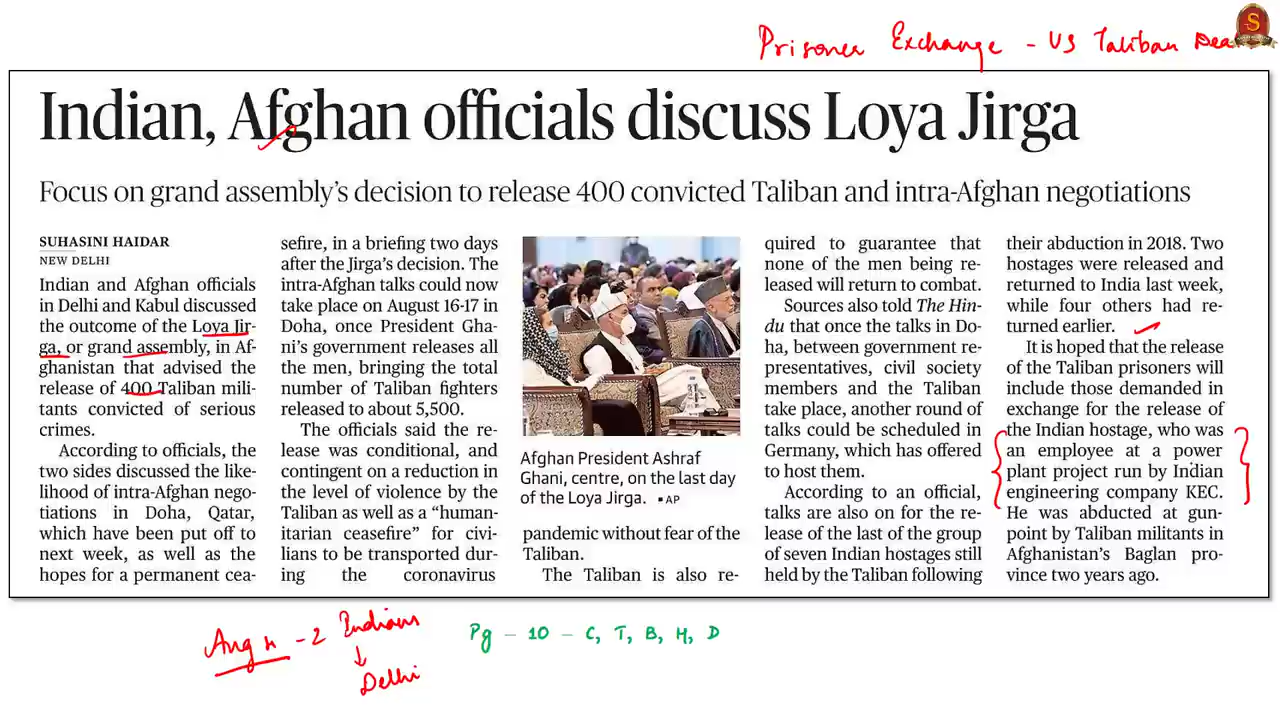 Prisoner Exchange - US Taliban Deal
Indian, Afghan officials discuss Loya Jirga
Focus on grand assembly's decision to release 400 convicted Taliban and intra-Afghan negotiations
SUHASINI HAIDAR
NEW DELHI
Indian and Afghan officials
in Delhi and Kabul discussed
the outcome of the Loya Jir-
ga, or grand assembly, in Af-
ghanistan that advised the
release of 400 Taliban mili-
tants convicted of serious
crimes.
According to officials, the
two sides discussed the like-
lihood of intra-Afghan nego-
tiations in Doha, Qatar,
which have been put off to
next week, as well as the
hopes for a permanent cea-
sefire, in a briefing two days
after the Jirga's decision. The
intra-Afghan talks could now
take place on August 16-17 in
Doha, once President Gha-
ni's government releases all
the men, bringing the total
number of Taliban fighters
released to about 5,500.
The officials said the re-
lease was conditional, and
contingent on a reduction in
the level of violence by the
Taliban as well as a "human-
itarian ceasefire" for civi-
lians to be transported dur-
ing the coronavirus
Afghan President Ashraf
Ghani, centre, on the last day
of the Loya Jirga. ▪AP
pandemic without fear of the
Taliban.
The Taliban is also re-
quired to guarantee that
none of the men being re-
leased will return to combat.
Sources also told The Hin-
du that once the talks in Do-
ha, between government re-
presentatives, civil society
members and the Taliban
take place, another round of
talks could be scheduled in
Germany, which has offered
to host them.
According to an official,
talks are also on for the re-
lease of the last of the group
of seven Indian hostages still
held by the Taliban following
their abduction in 2018. Two
hostages were released and
returned to India last week,
while four others had re-
turned earlier.
It is hoped that the release
of the Taliban prisoners will
include those demanded in
exchange for the release of
the Indian hostage, who was
an employee at a power
plant project run by Indian
engineering company KEC.
He was abducted at gun-
point by Taliban militants in
Afghanistan's Baglan pro-
vince two years ago.
- 2 Indians
↓
Delhi
Pg - 10 - C, T, B, H, D